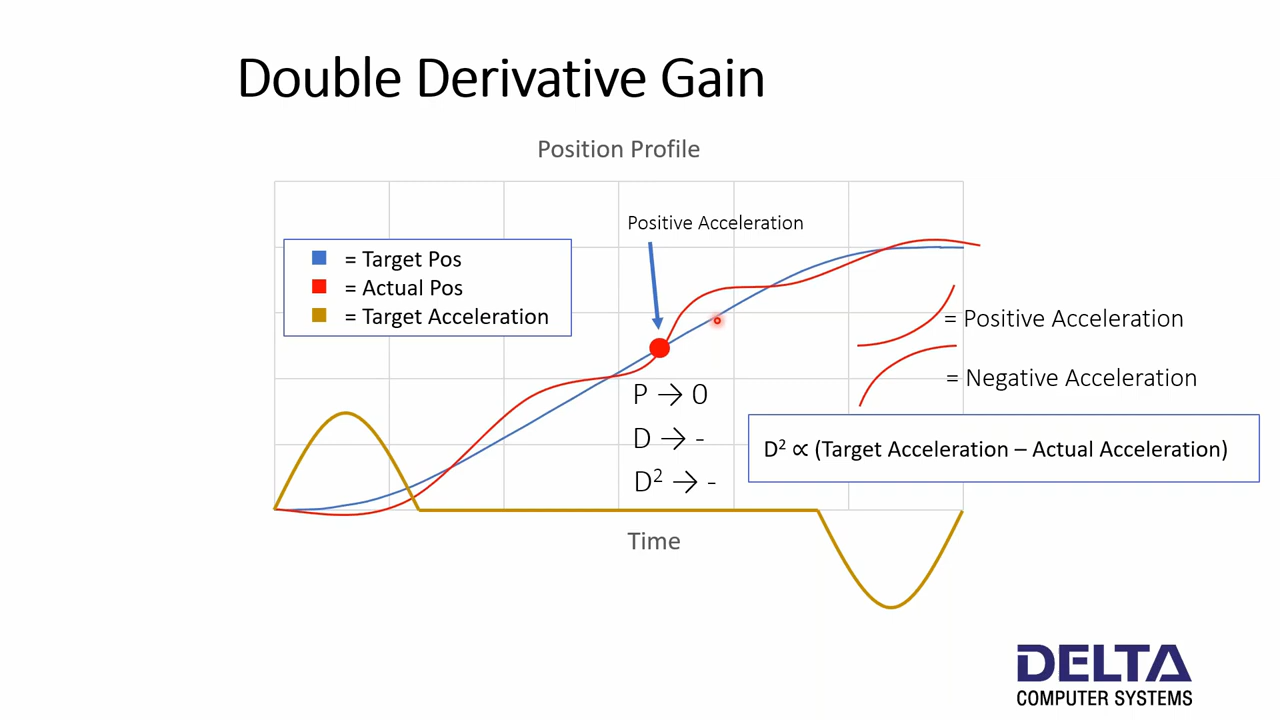 Double Derivative Gain
Position Profile
Positive Acceleration
= Target Pos
= Actual Pos
= Target Acceleration
= Positive Acceleration
= Negative Acceleration
P → 0
D → -
D² → -
D² ∝ (Target Acceleration – Actual Acceleration)
Time
DELTA
COMPUTER SYSTEMS